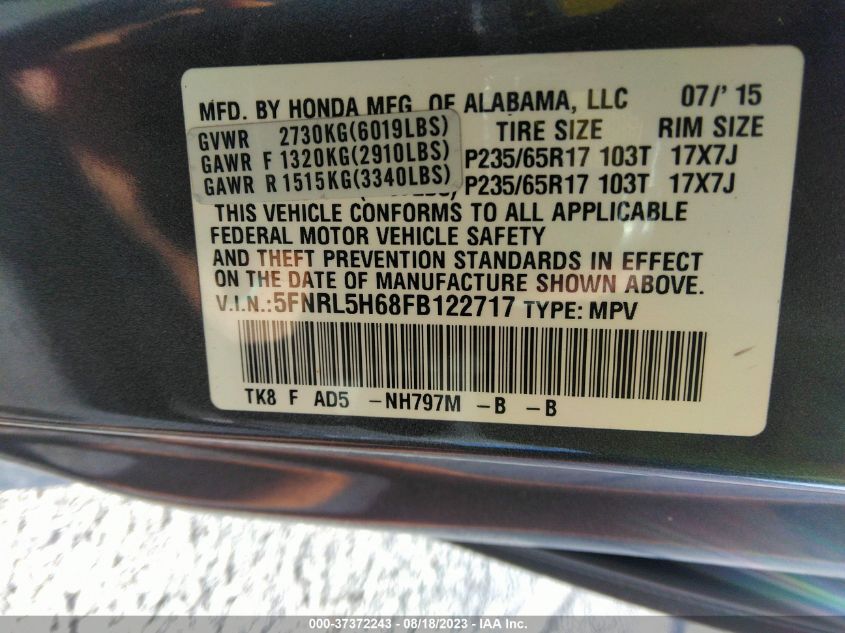 MFD. BY HONDA MFG. OF ALABAMA, LLC 07/'15
GVWR 2730KG(6019LBS) TIRE SIZE RIM SIZE
GAWR F 1320KG(2910LBS) P235/65R17 103T 17X7J
GAWR R 1515KG(3340LBS) P235/65R17 103T 17X7J
THIS VEHICLE CONFORMS TO ALL APPLICABLE
FEDERAL MOTOR VEHICLE SAFETY
AND THEFT PREVENTION STANDARDS IN EFFECT
ON THE DATE OF MANUFACTURE SHOWN ABOVE.
V.I.N.:5FNRL5H68FB122717 TYPE: MPV
TK8 F AD5 -NH797M -B -B
000-37372243 - 08/18/2023 - IAA Inc.